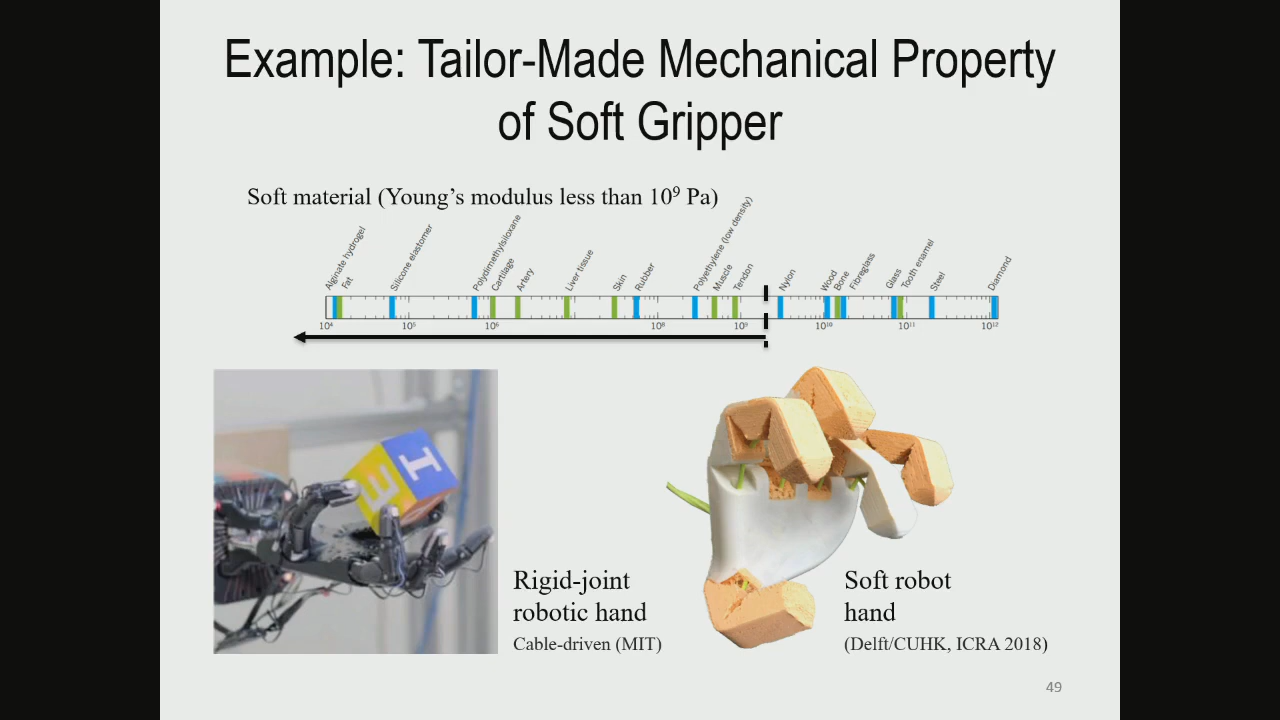 Example: Tailor-Made Mechanical Property
of Soft Gripper
Soft material (Young’s modulus less than 10⁹ Pa)
Alginate hydrogel
Fat
Silicone elastomer
Polydimethylsiloxane
Cartilage
Artery
Liver tissue
Skin
Rubber
Polyethylene (low density)
Muscle
Tendon
Nylon
Wood
Bone
Fibreglass
Glass
Tooth enamel
Steel
Diamond
10⁴ 10⁵ 10⁶ 10⁸ 10⁹ 10¹⁰ 10¹¹ 10¹²
E I
Rigid-joint
robotic hand
Cable-driven (MIT)
Soft robot
hand
(Delft/CUHK, ICRA 2018)
49